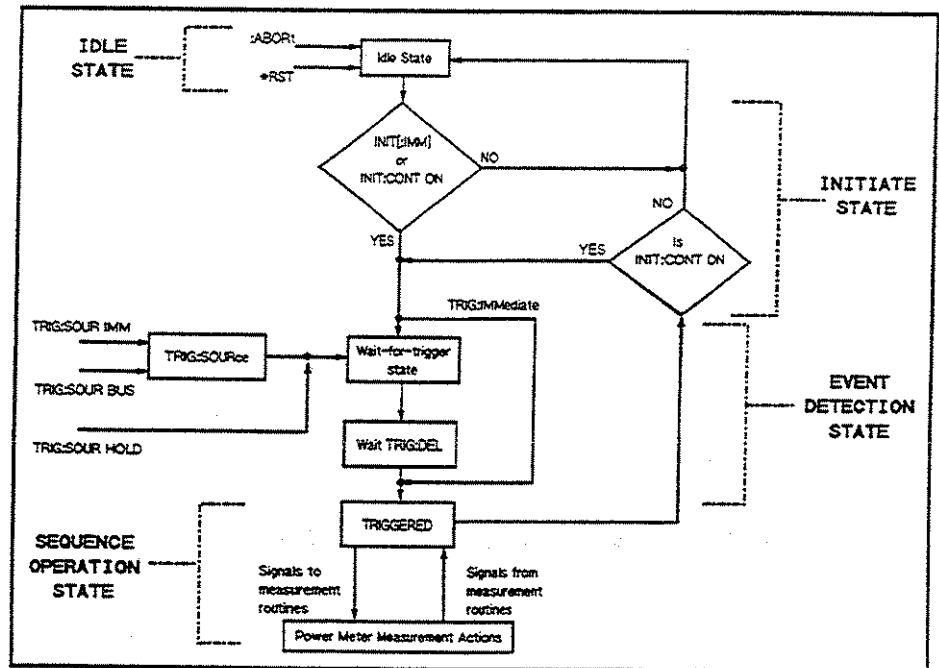 IDLE
STATE
:ABORt
*RST
Idle State
INIT[:IMM]
or
INIT:CONT ON
NO
YES
NO
Is
INIT:CONT ON
YES
INITIATE
STATE
TRIG:IMMediate
TRIG:SOUR IMM
TRIG:SOURce
TRIG:SOUR BUS
TRIG:SOUR HOLD
Wait-for-trigger
state
Wait TRIG:DEL
EVENT
DETECTION
STATE
TRIGGERED
SEQUENCE
OPERATION
STATE
Signals to
measurement
routines
Signals from
measurement
routines
Power Meter Measurement Actions